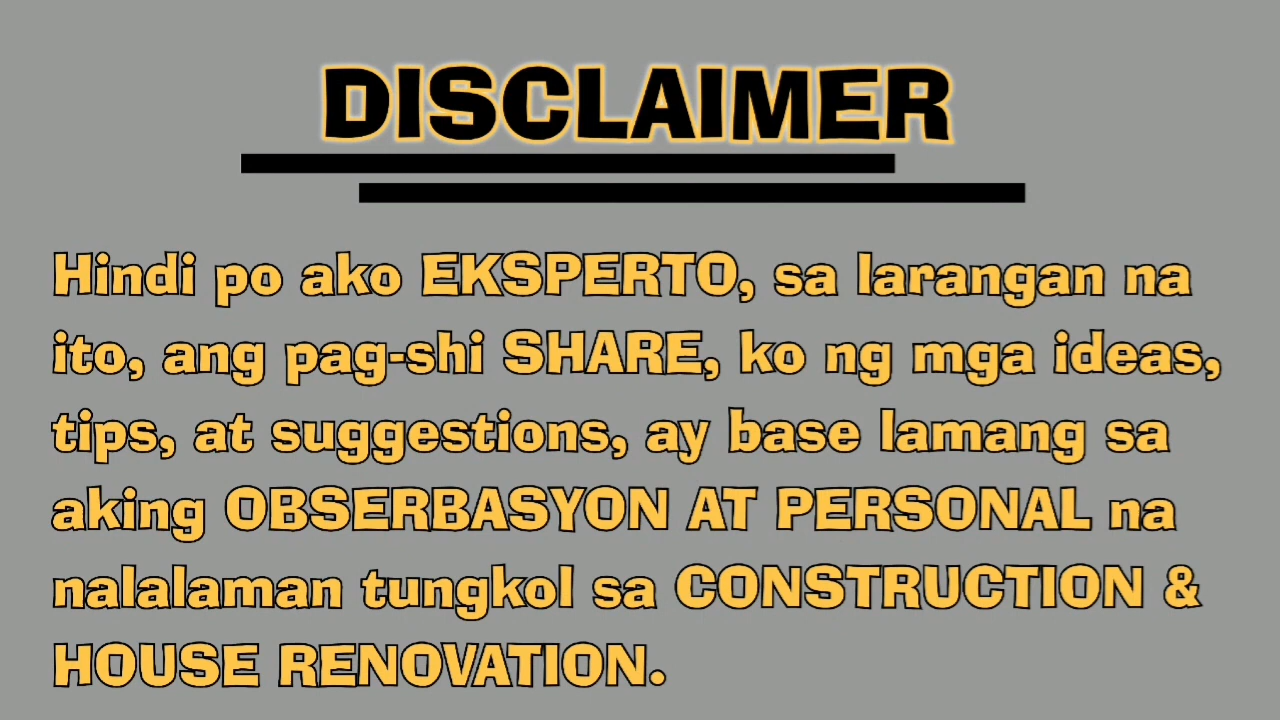 DISCLAIMER
Hindi po ako EKSPERTO, sa larangan na
ito, ang pag-shi SHARE, ko ng mga ideas,
tips, at suggestions, ay base lamang sa
aking OBSERBASYON AT PERSONAL na
nalalaman tungkol sa CONSTRUCTION &
HOUSE RENOVATION.